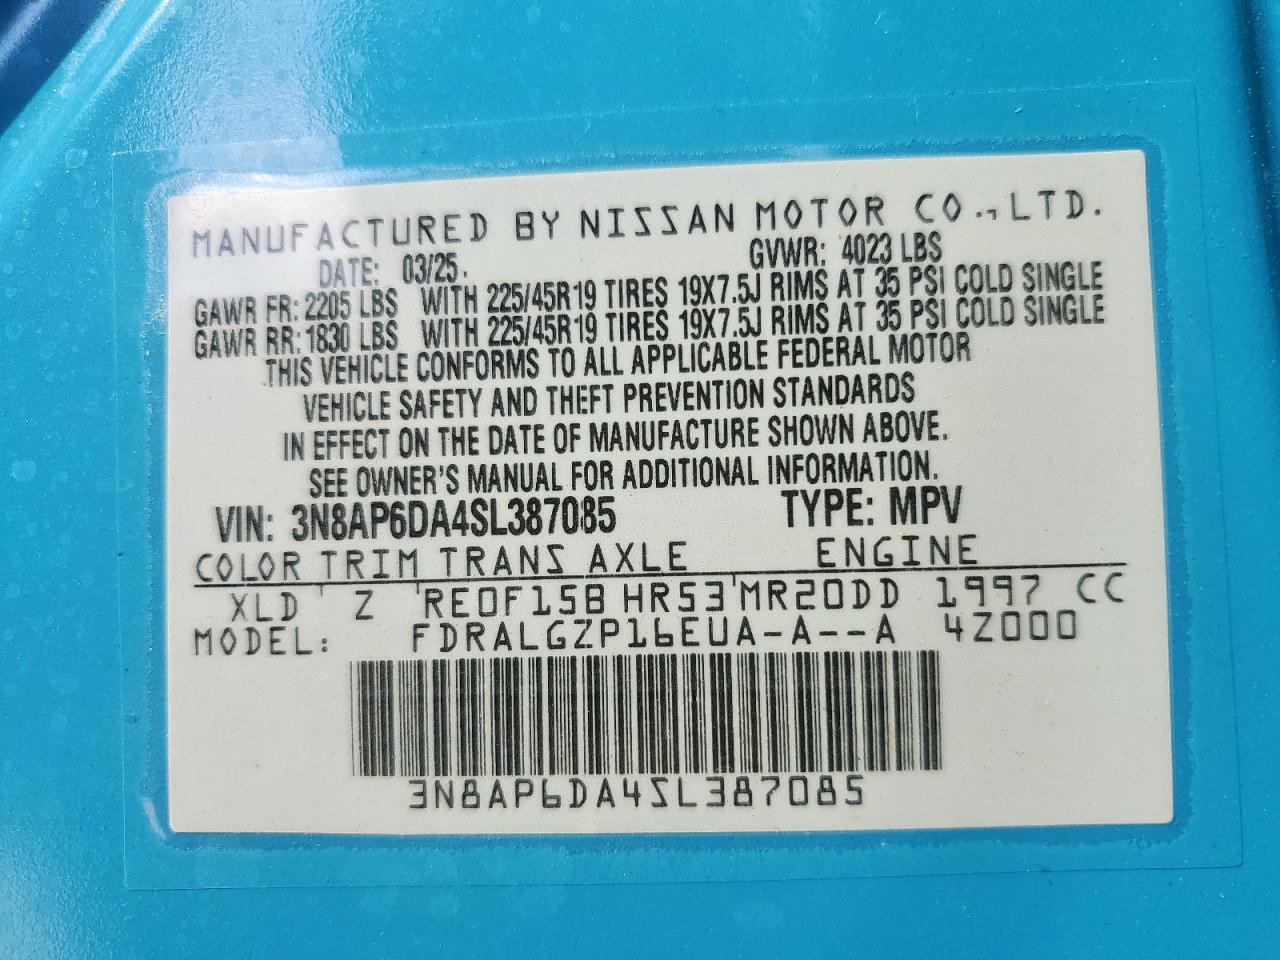 MANUFACTURED BY NISSAN MOTOR CO., LTD.
DATE: 03/25. GVWR: 4023 LBS
GAWR FR: 2205 LBS WITH 225/45R19 TIRES 19X7.5J RIMS AT 35 PSI COLD SINGLE
GAWR RR: 1830 LBS WITH 225/45R19 TIRES 19X7.5J RIMS AT 35 PSI COLD SINGLE
THIS VEHICLE CONFORMS TO ALL APPLICABLE FEDERAL MOTOR
VEHICLE SAFETY AND THEFT PREVENTION STANDARDS
IN EFFECT ON THE DATE OF MANUFACTURE SHOWN ABOVE.
SEE OWNER'S MANUAL FOR ADDITIONAL INFORMATION.
VIN: 3N8AP6DA4SL387085 TYPE: MPV
COLOR TRIM TRANS AXLE ENGINE
XLD Z RE0F15B HR53 MR20DD 1997 CC
MODEL: FDRALGZP16EUA-A--A 4Z000
3N8AP6DA4SL387085